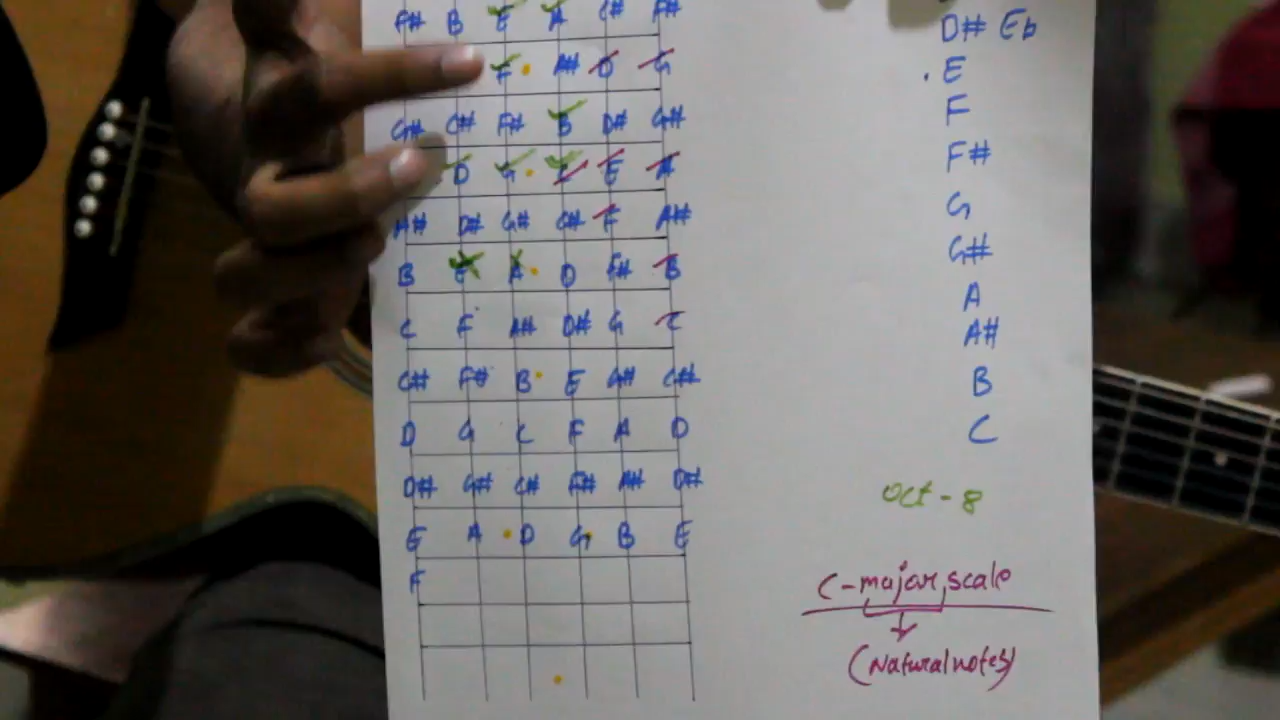 F# B E A C# F#
F A# D G
G# C# F# B D# G#
D G C E A
A# D# G# C# F A#
B E A D F# B
C F A# D# G C
C# F# B E G# C#
D G C F A D
D# G# C# F# A# D#
E A D G B E
F
D# Eb
E
F
F#
G
G#
A
A#
B
C
Oct - 8
C - major scale
(Natural notes)